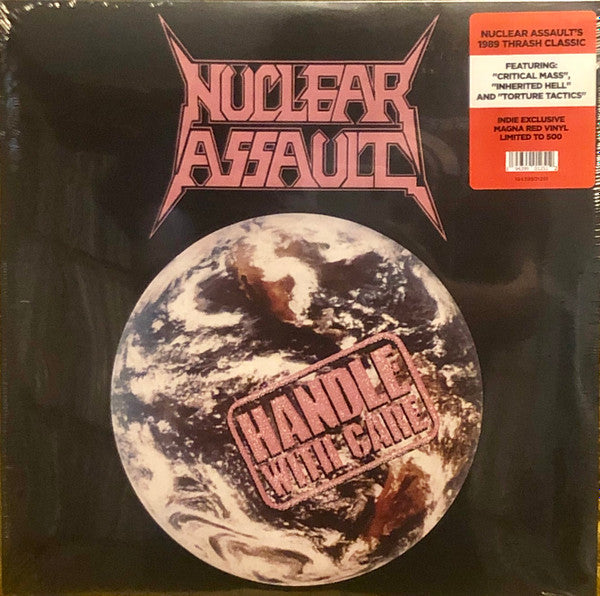 NUCLEAR
ASSAULT
NUCLEAR ASSAULT'S
1989 THRASH CLASSIC
FEATURING:
"CRITICAL MASS",
"INHERITED HELL"
AND "TORTURE TACTICS"
INDIE EXCLUSIVE
MAGNA RED VINYL
LIMITED TO 500
HANDLE
WITH CARE